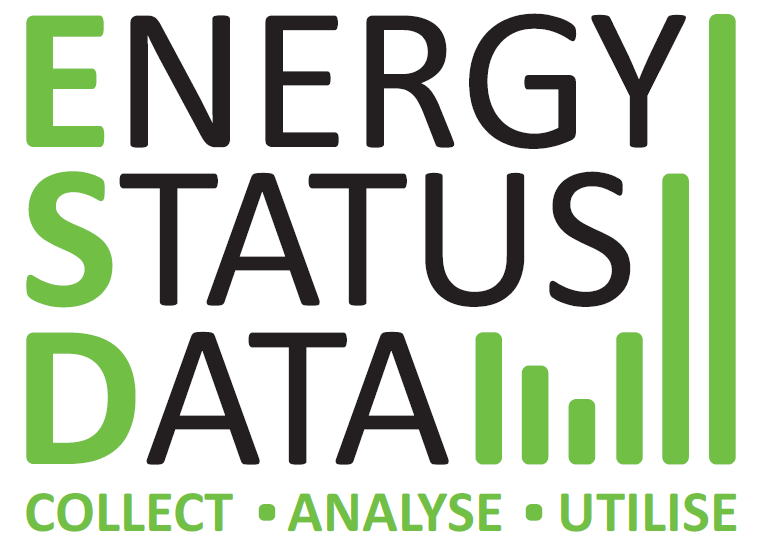 ENERGY
STATUS
DATA
COLLECT • ANALYSE • UTILISE